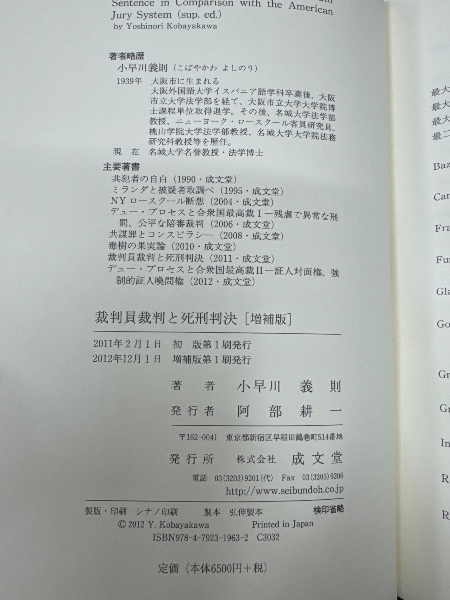 Sentence in Comparison with the American
Jury System (sup. ed.)
by Yoshinori Kobayakawa
著者略歴
小早川義則（こばやかわ よしのり）
1939年 大阪市に生まれる
大阪外国語大学イスパニア語学科卒業後、大阪
市立大学法学部を経て、大阪市立大学大学院博
士課程単位取得退学。その後、名城大学法学部
教授、ニューヨーク・ロースクール客員研究員、
桃山学院大学法学部教授、名城大学大学院法務
研究科教授等を歴任。
現 在 名城大学名誉教授・法学博士
主要著書
共犯者の自白（1990・成文堂）
ミランダと被疑者取調べ（1995・成文堂）
NYロースクール断想（2004・成文堂）
デュー・プロセスと合衆国最高裁Ⅰ－残虐で異常な刑
罰、公平な陪審裁判（2006・成文堂）
共謀罪とコンスピラシー（2008・成文堂）
毒樹の果実論（2010・成文堂）
裁判員裁判と死刑判決（2011・成文堂）
デュー・プロセスと合衆国最高裁Ⅱ－証人対面権、強
制的証人喚問権（2012・成文堂）
裁判員裁判と死刑判決［増補版］
2011年2月1日 初 版第1刷発行
2012年12月1日 増補版第1刷発行
著 者 小早川 義 則
発行者 阿 部 耕 一
〒162-0041 東京都新宿区早稲田鶴巻町514番地
発行所 株式会社 成文堂
電話 03(3203)9201(代) Fax 03(3203)9206
http://www.seibundoh.co.jp
製版・印刷 シナノ印刷 製本 弘伸製本 検印省略
©2012 Y. Kobayakawa Printed in Japan
ISBN978-4-7923-1963-2 C3032
定価（本体6500円＋税）
最大
最大
最大
最二
Baz
Can
Fra
Fur
Gla
Go
Gr
Gr
In
R
R